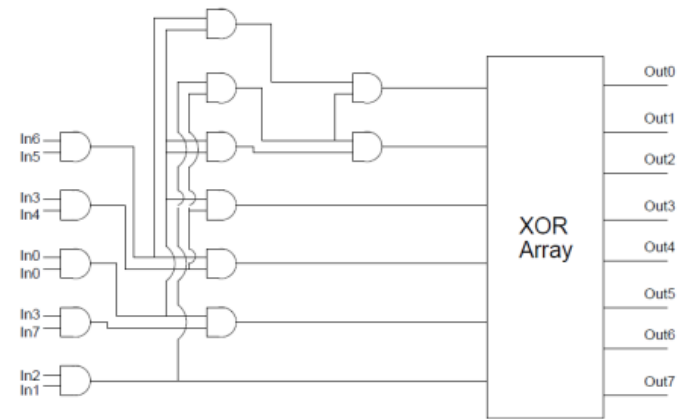 In6
In5
In3
In4
In0
In0
In3
In7
In2
In1
XOR
Array
Out0
Out1
Out2
Out3
Out4
Out5
Out6
Out7